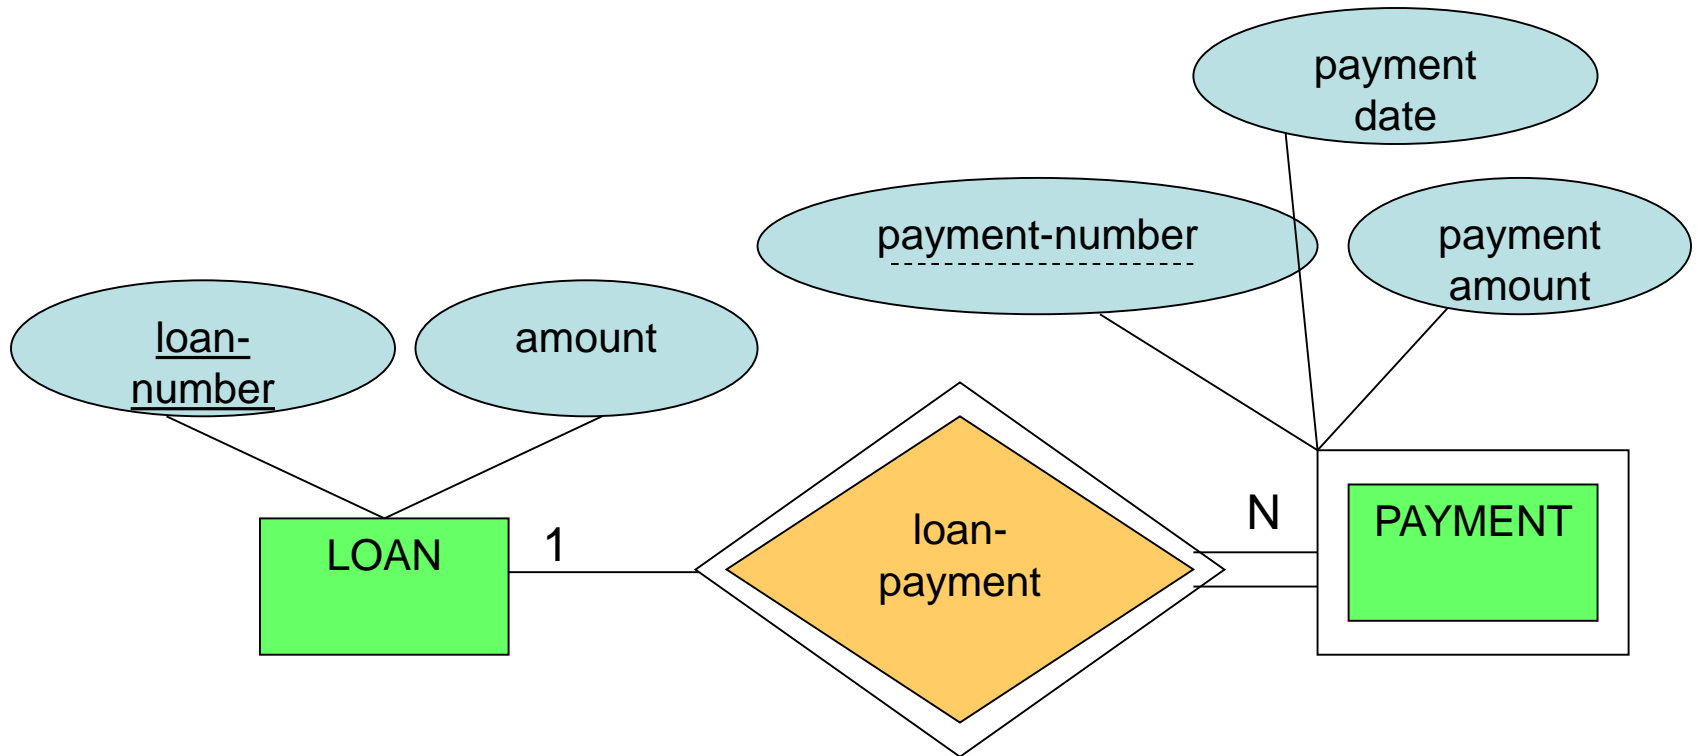 payment
date
payment-number
payment
amount
loan-
number
amount
1
N
LOAN
loan-
payment
PAYMENT